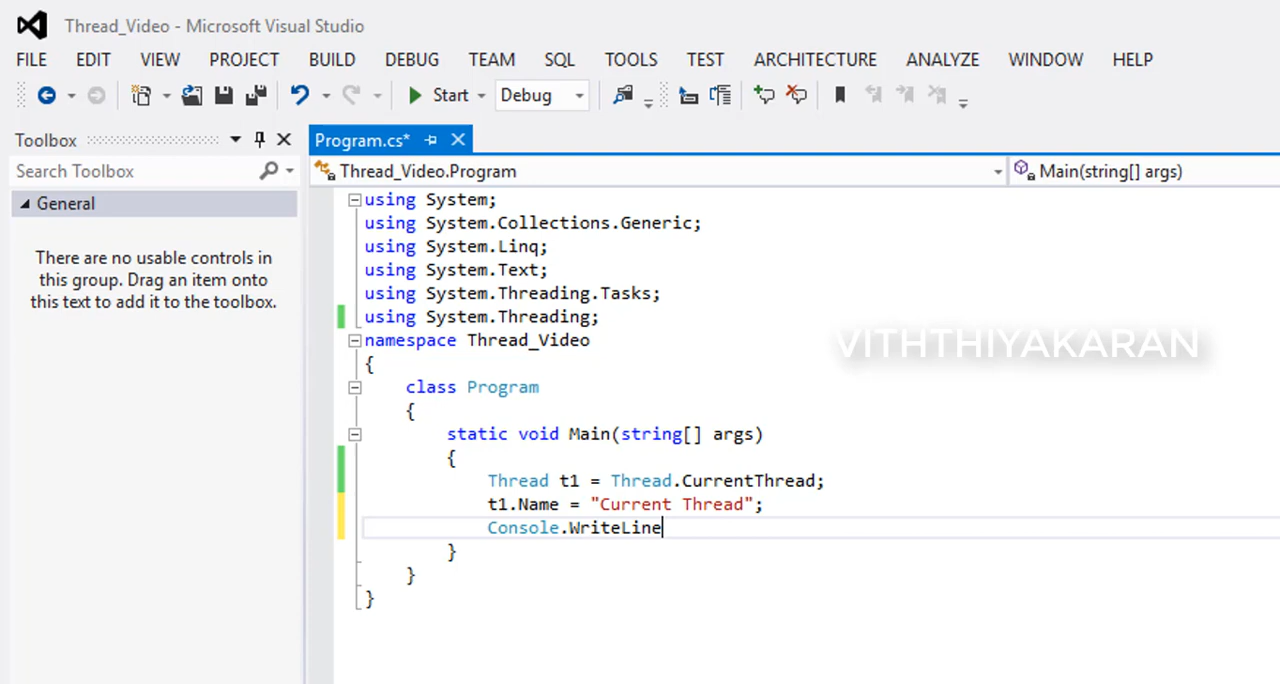 Thread_Video - Microsoft Visual Studio
FILE EDIT VIEW PROJECT BUILD DEBUG TEAM SQL TOOLS TEST ARCHITECTURE ANALYZE WINDOW HELP
Start Debug
Toolbox
Program.cs*
Search Toolbox
Thread_Video.Program
Main(string[] args)
General
There are no usable controls in
this group. Drag an item onto
this text to add it to the toolbox.
using System;
using System.Collections.Generic;
using System.Linq;
using System.Text;
using System.Threading.Tasks;
using System.Threading;
namespace Thread_Video
{
class Program
{
static void Main(string[] args)
{
Thread t1 = Thread.CurrentThread;
t1.Name = "Current Thread";
Console.WriteLine
}
}
}
VITHTHIYAKARAN